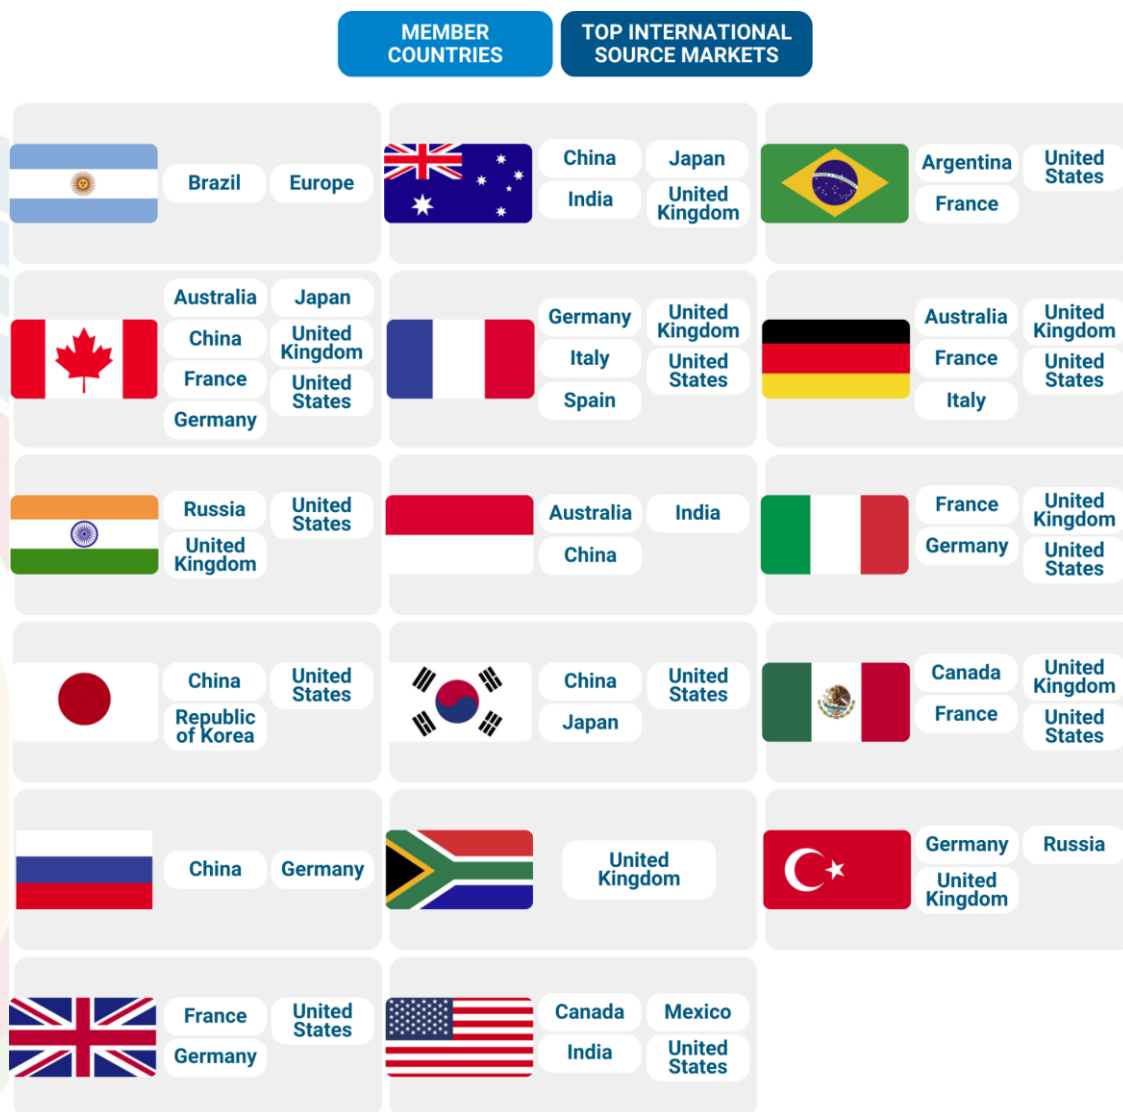 MEMBER
COUNTRIES
TOP INTERNATIONAL
SOURCE MARKETS
Brazil
Europe
China
Japan
India
United
Kingdom
Argentina
United
States
France
Australia
Japan
China
United
Kingdom
France
United
States
Germany
Germany
United
Kingdom
Italy
United
States
Spain
Australia
United
Kingdom
France
United
States
Italy
Russia
United
States
United
Kingdom
Australia
India
China
France
United
Kingdom
Germany
United
States
China
United
States
Republic
of Korea
China
United
States
Japan
Canada
United
Kingdom
France
United
States
China
Germany
United
Kingdom
Germany
Russia
United
Kingdom
France
United
States
Germany
Canada
Mexico
India
United
States